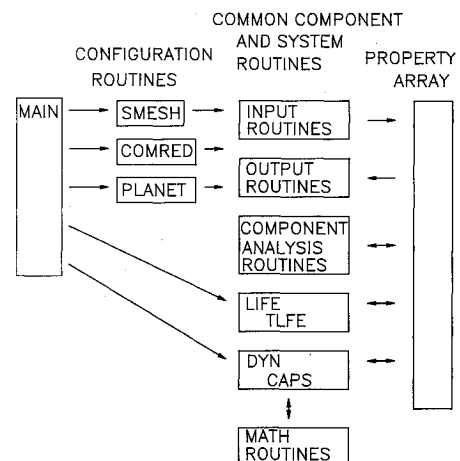 COMMON COMPONENT
AND SYSTEM
ROUTINES
CONFIGURATION
ROUTINES
PROPERTY
ARRAY
MAIN
SMESH
COMRED
PLANET
INPUT
ROUTINES
OUTPUT
ROUTINES
COMPONENT
ANALYSIS
ROUTINES
LIFE
TLFE
DYN
CAPS
MATH
ROUTINES